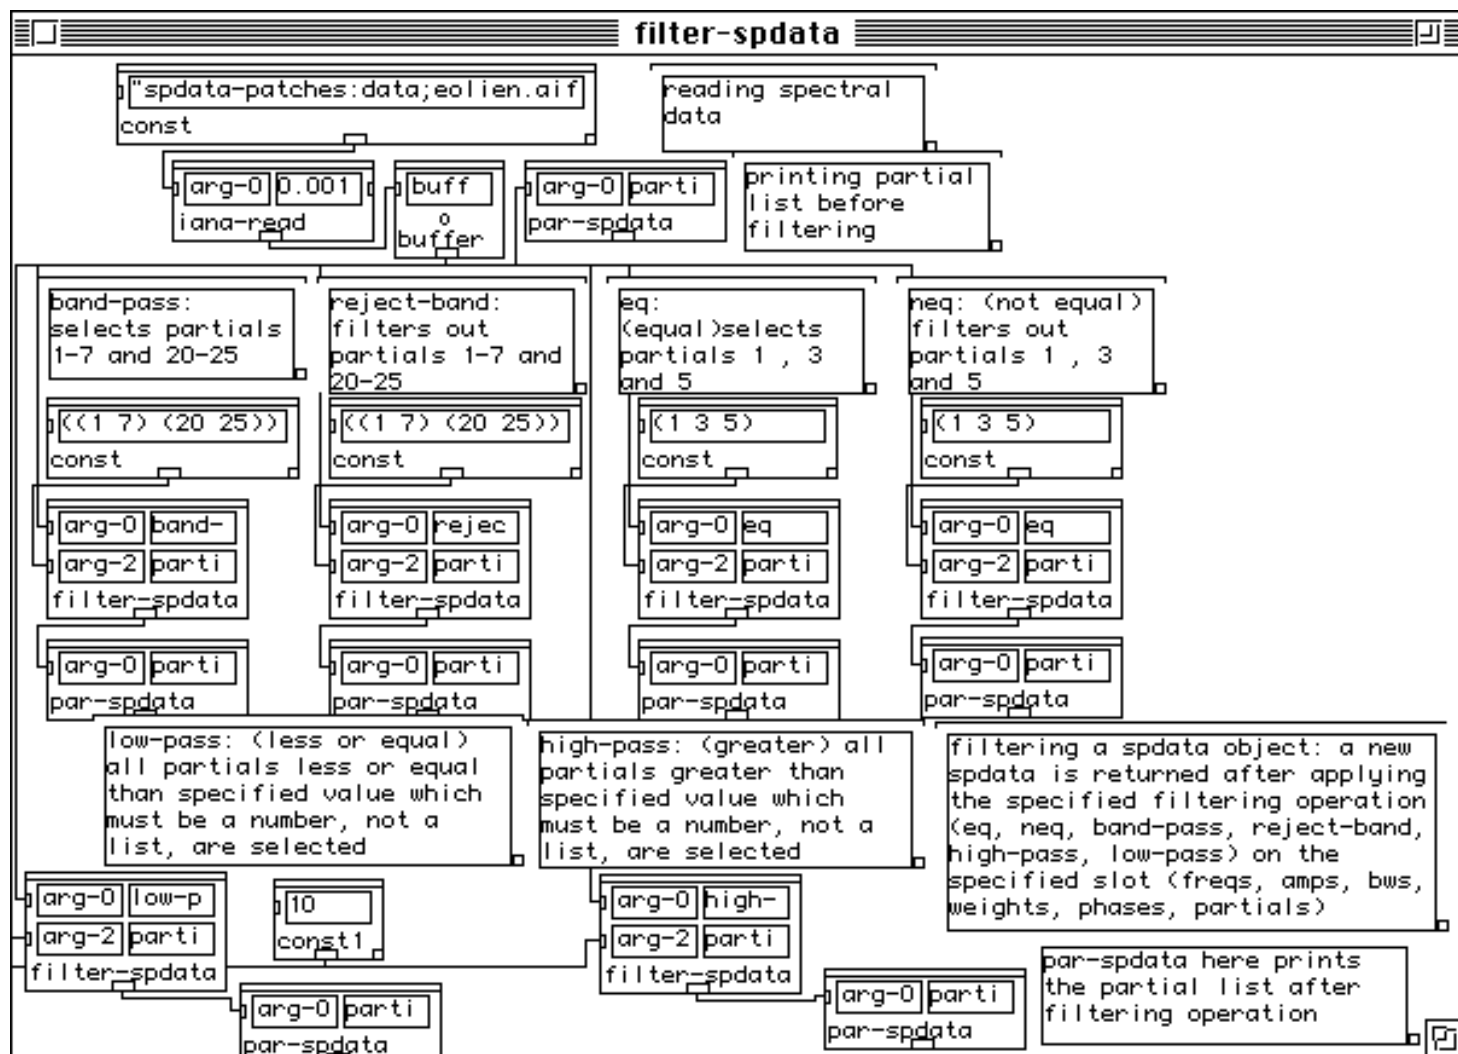 filter-spdata
"spdata-patches:data;eolien.aif
const
reading spectral
data
arg-0 0.001
iana-read
buff
o
buffer
arg-0 parti
par-spdata
printing partial
list before
filtering
band-pass:
selects partials
1-7 and 20-25
reject-band:
filters out
partials 1-7 and
20-25
eq:
(equal)selects
partials 1 , 3
and 5
neq: (not equal)
filters out
partials 1 , 3
and 5
((1 7) (20 25))
const
((1 7) (20 25))
const
(1 3 5)
const
(1 3 5)
const
arg-0 band-
arg-2 parti
filter-spdata
arg-0 rejec
arg-2 parti
filter-spdata
arg-0 eq
arg-2 parti
filter-spdata
arg-0 eq
arg-2 parti
filter-spdata
arg-0 parti
par-spdata
arg-0 parti
par-spdata
arg-0 parti
par-spdata
arg-0 parti
par-spdata
low-pass: (less or equal)
all partials less or equal
than specified value which
must be a number, not a
list, are selected
high-pass: (greater) all
partials greater than
specified value which
must be a number, not a
list, are selected
filtering a spdata object: a new
spdata is returned after applying
the specified filtering operation
(eq, neq, band-pass, reject-band,
high-pass, low-pass) on the
specified slot (freqs, amps, bws,
weights, phases, partials)
arg-0 low-p
arg-2 parti
filter-spdata
10
const1
arg-0 high-
arg-2 parti
filter-spdata
arg-0 parti
par-spdata
arg-0 parti
par-spdata
par-spdata here prints
the partial list after
filtering operation